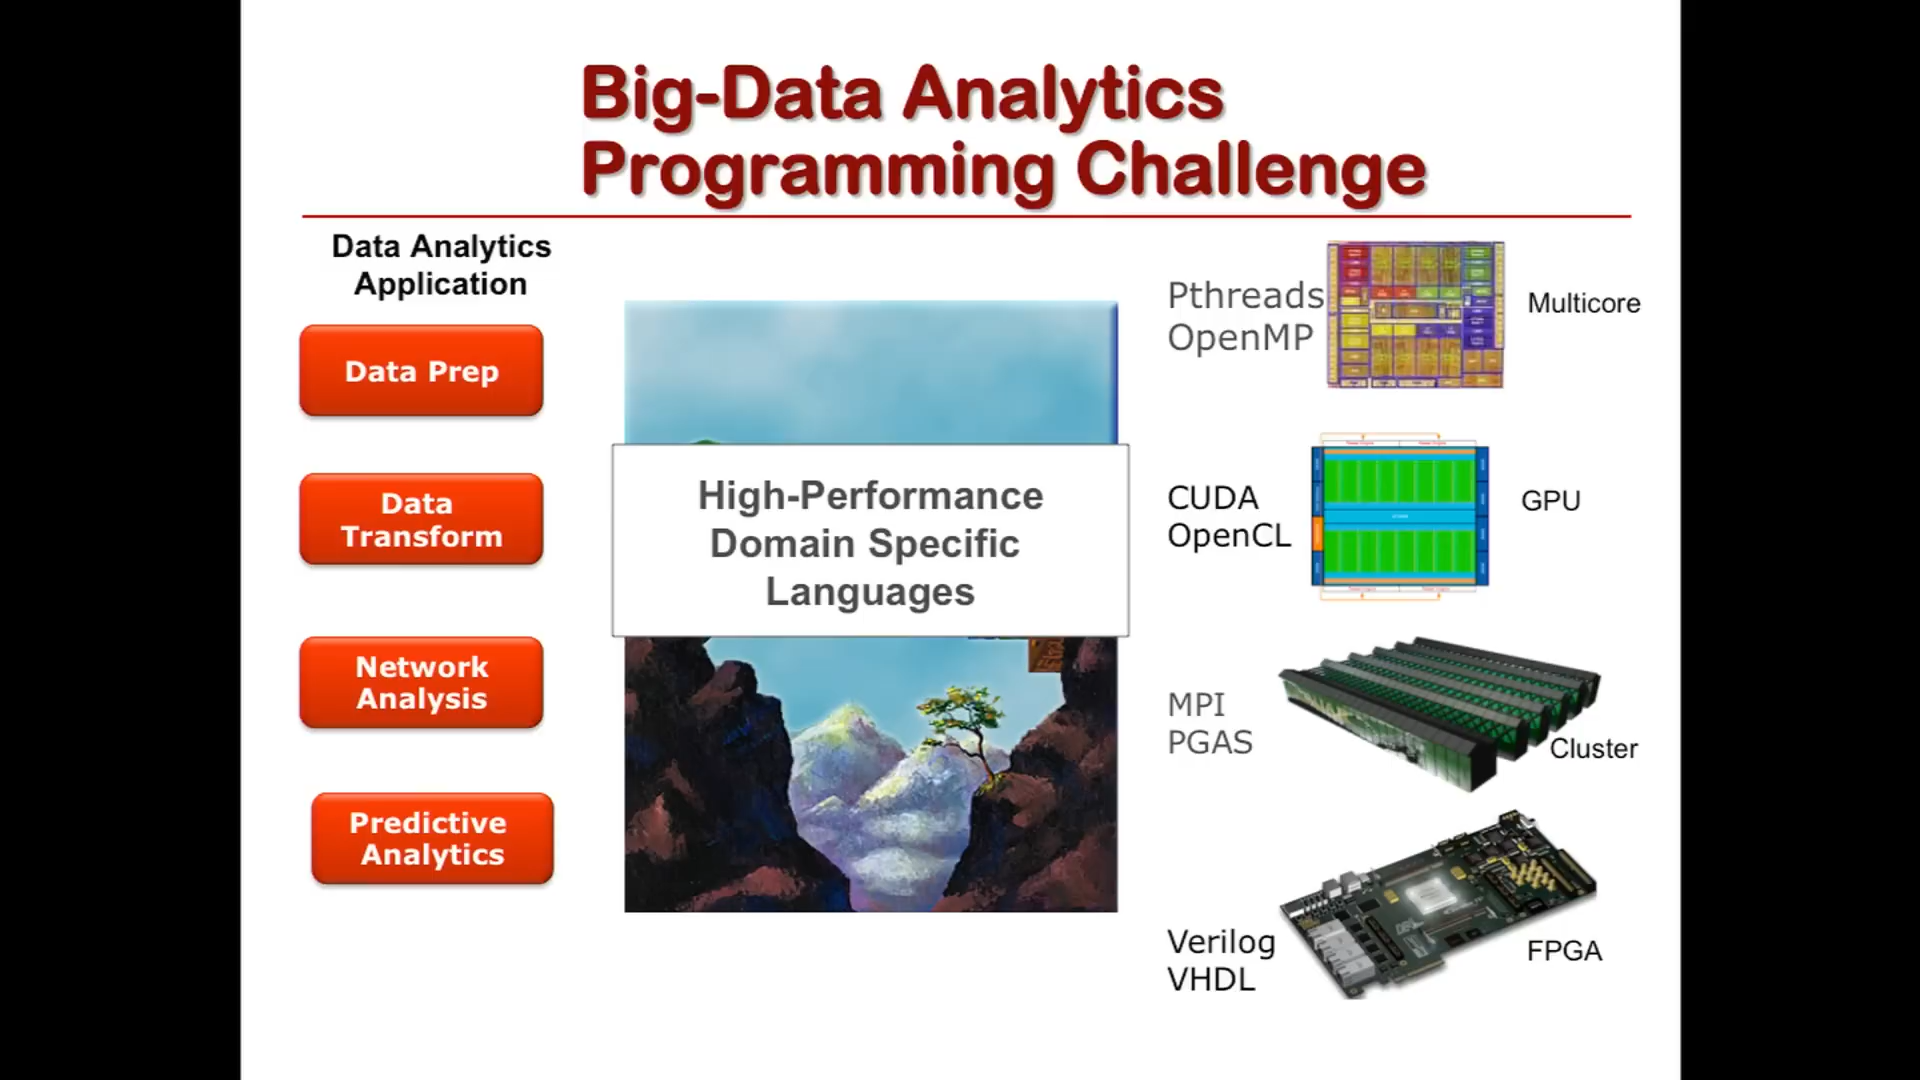 Big-Data Analytics
Programming Challenge
Data Analytics
Application
Data Prep
Data
Transform
Network
Analysis
Predictive
Analytics
High-Performance
Domain Specific
Languages
Pthreads
OpenMP
Multicore
CUDA
OpenCL
GPU
MPI
PGAS
Cluster
Verilog
VHDL
FPGA